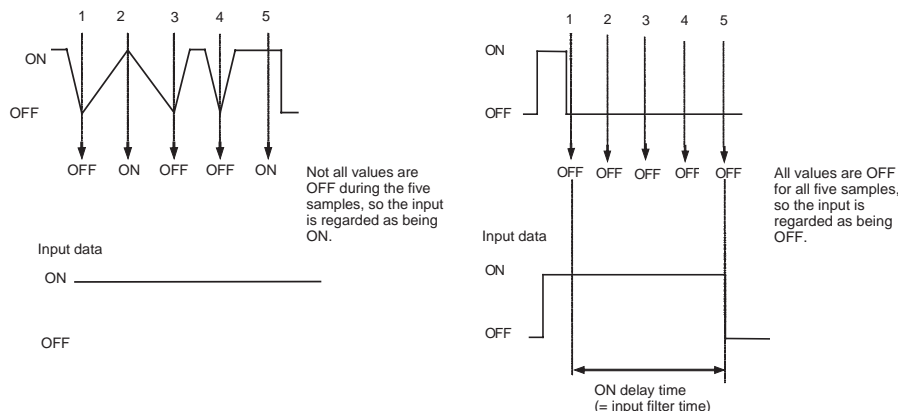 1 2 3 4 5
ON
OFF
OFF ON OFF OFF ON
Not all values are
OFF during the five
samples, so the input
is regarded as being
ON.
Input data
ON
OFF
1 2 3 4 5
ON
OFF
OFF OFF OFF OFF OFF
All values are OFF
for all five samples,
so the input is
regarded as being
OFF.
Input data
ON
OFF
ON delay time
(= input filter time)